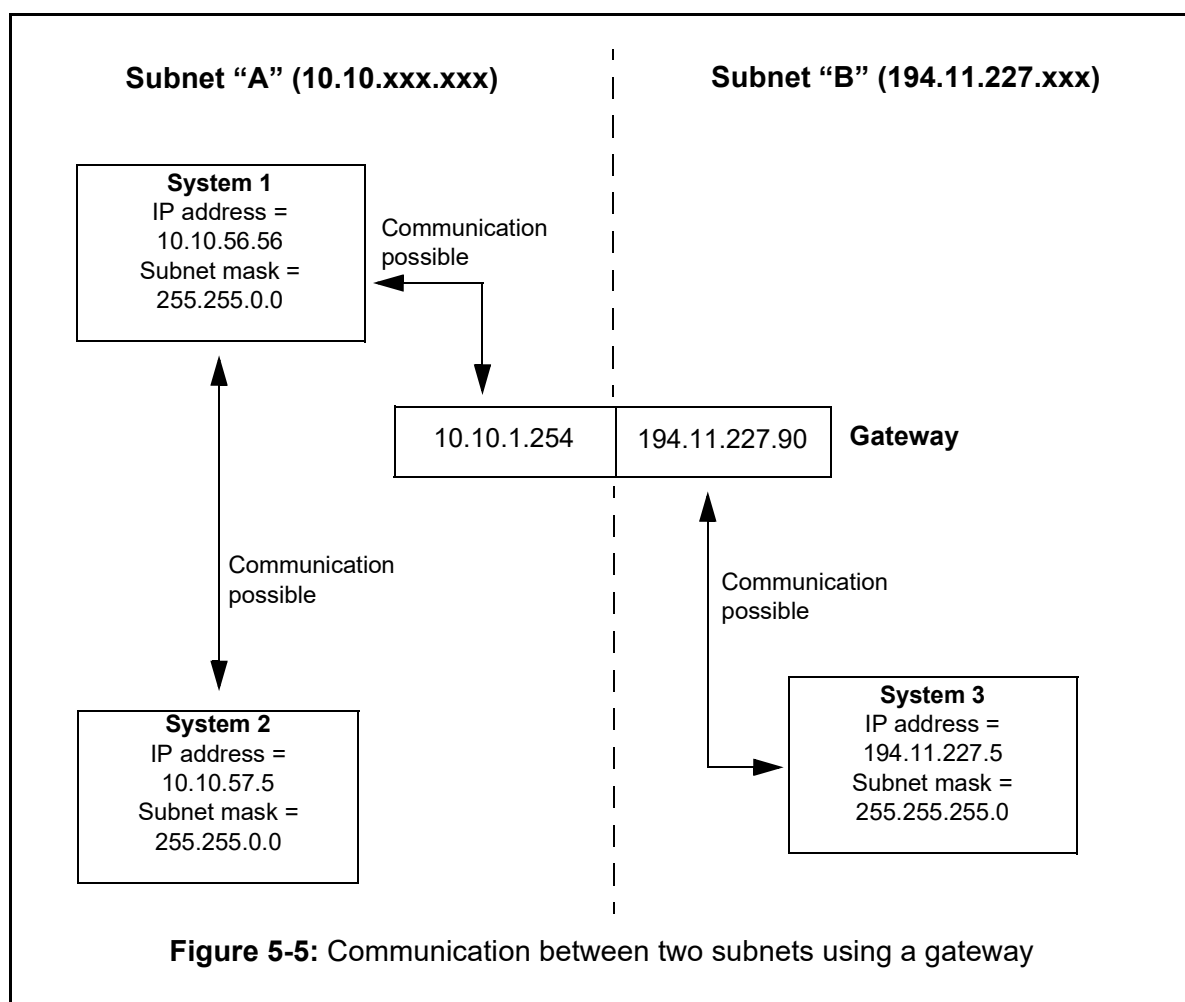 Subnet “A” (10.10.xxx.xxx)
Subnet “B” (194.11.227.xxx)
System 1
IP address =
10.10.56.56
Subnet mask =
255.255.0.0
Communication
possible
10.10.1.254
194.11.227.90
Gateway
Communication
possible
Communication
possible
System 2
IP address =
10.10.57.5
Subnet mask =
255.255.0.0
System 3
IP address =
194.11.227.5
Subnet mask =
255.255.255.0
Figure 5-5: Communication between two subnets using a gateway